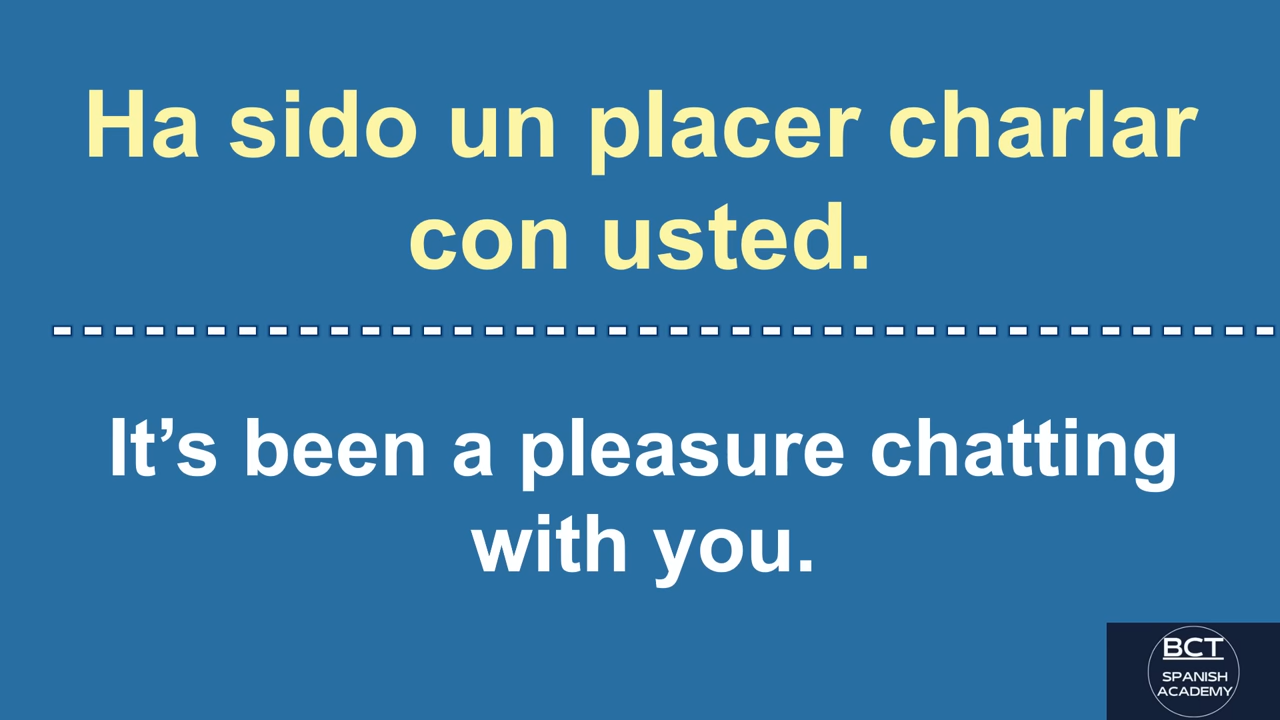 Ha sido un placer charlar
con usted.
It’s been a pleasure chatting
with you.
BCT
SPANISH
ACADEMY